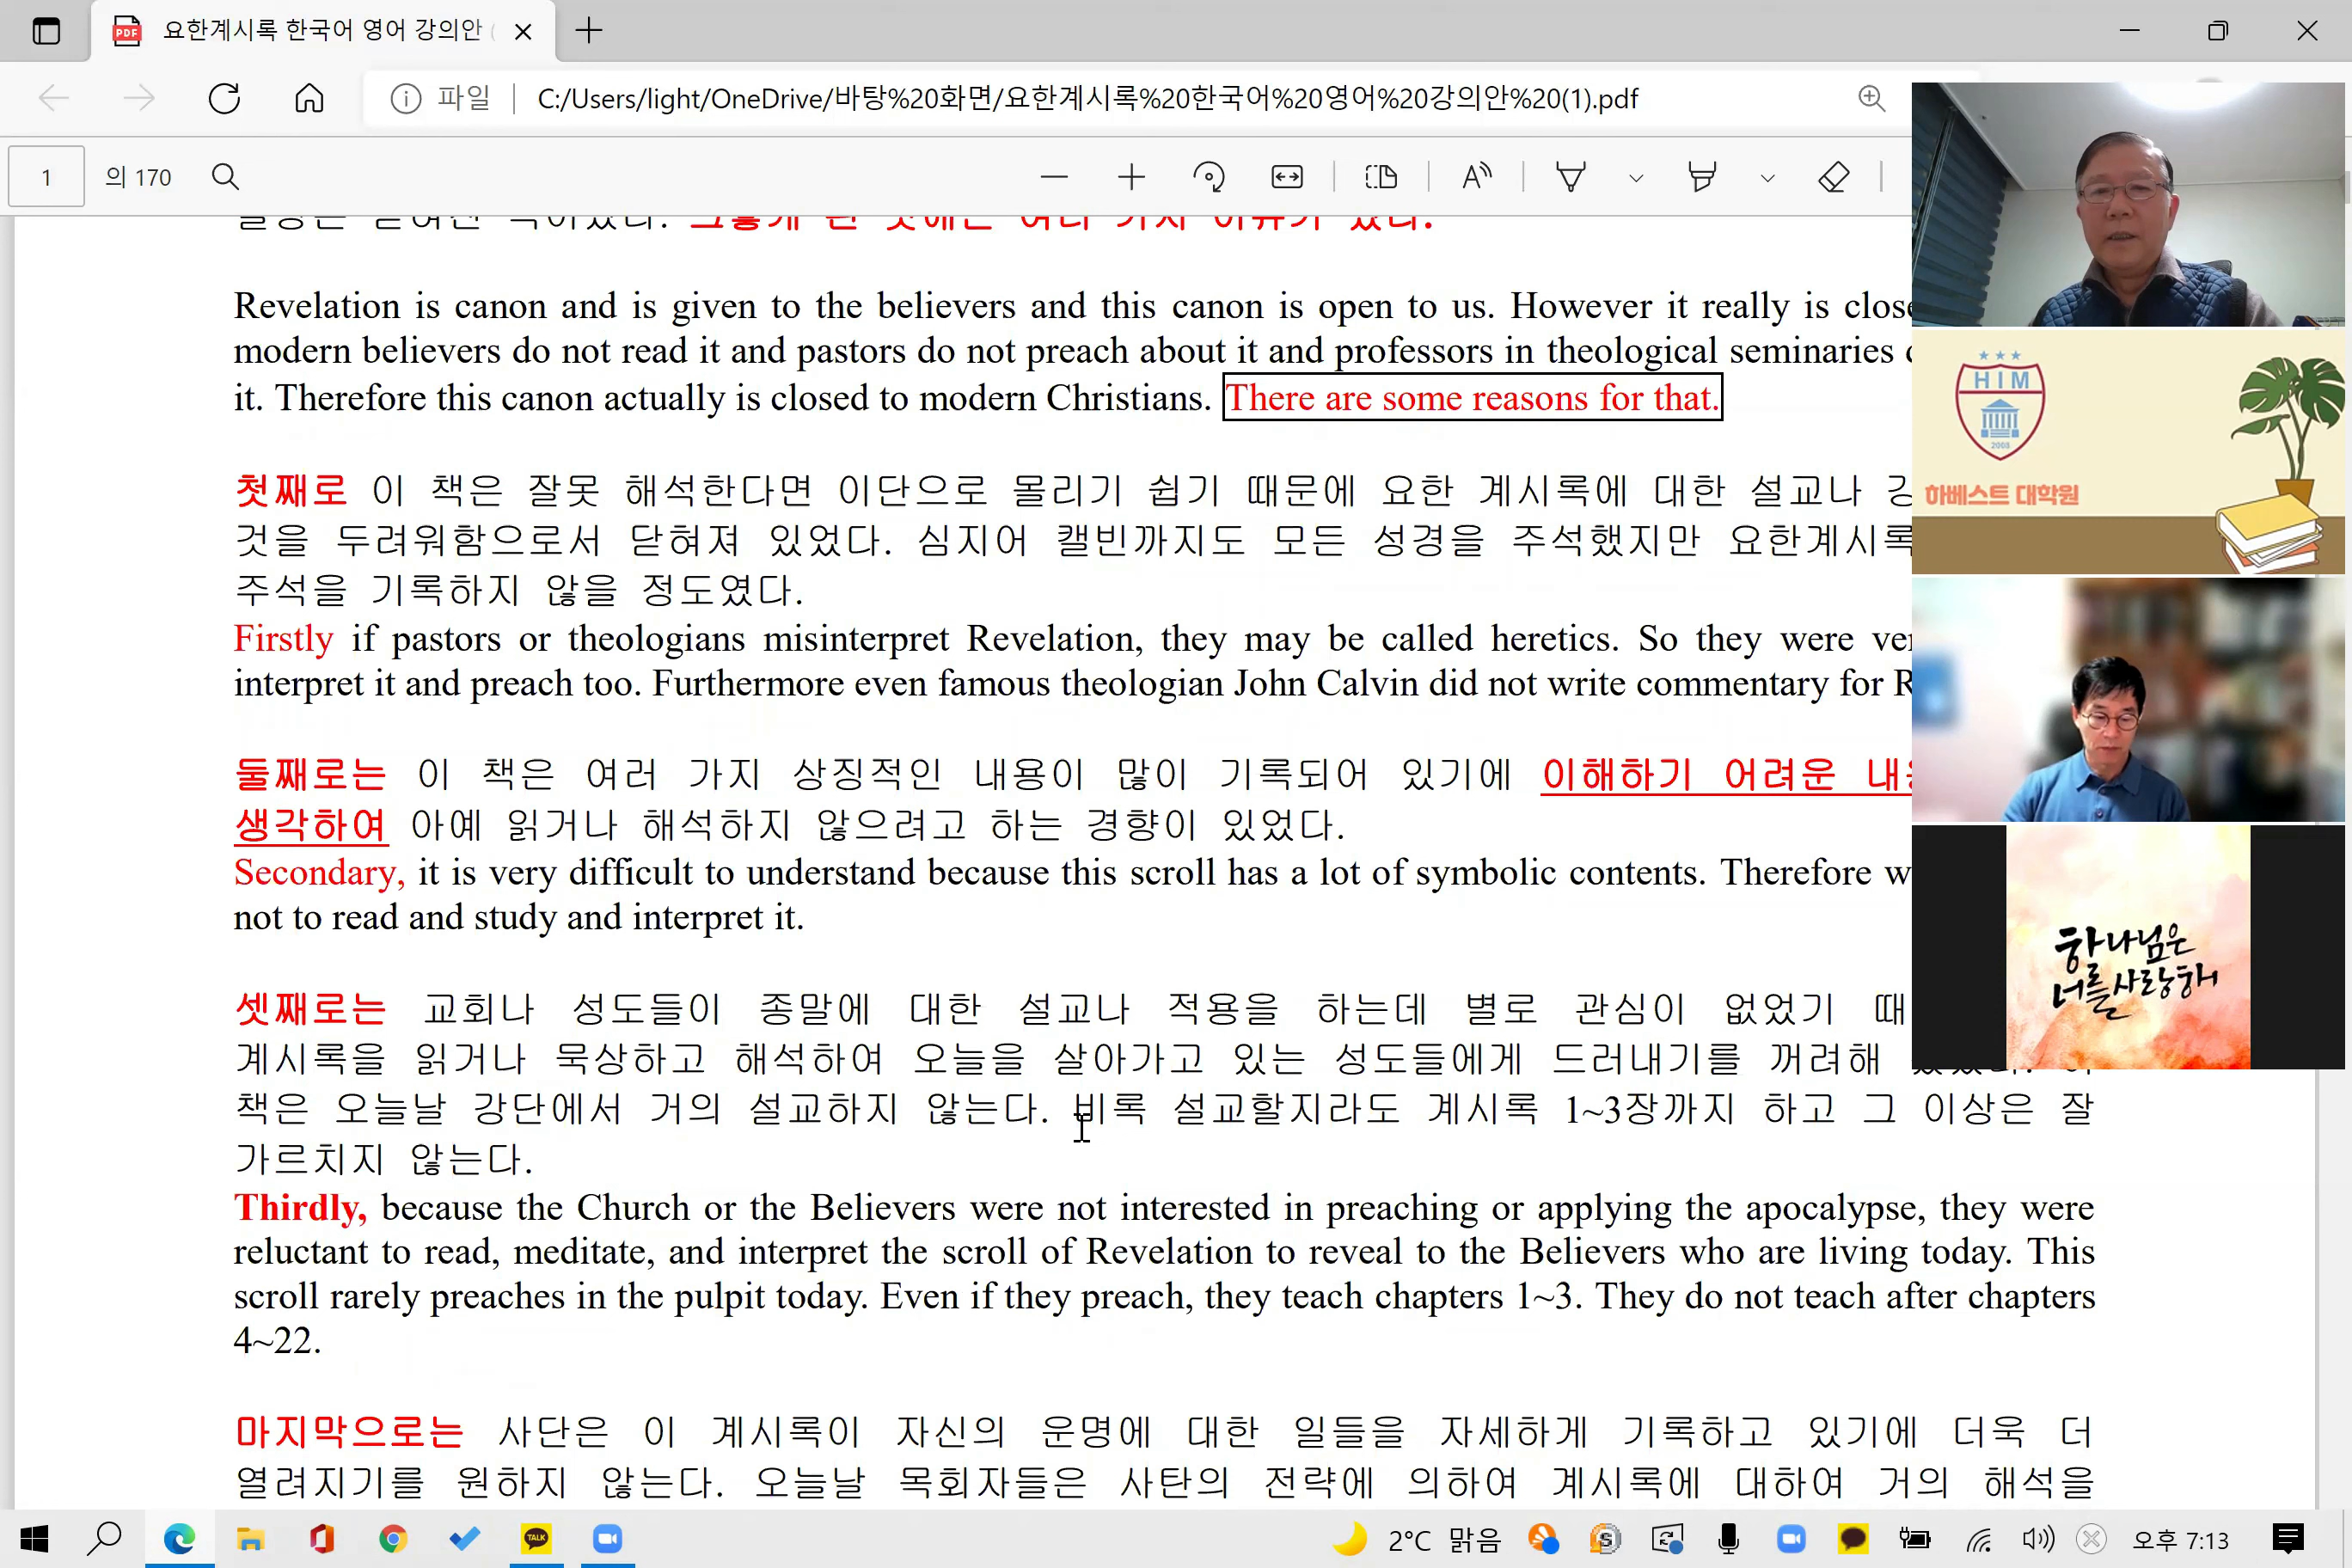 요한계시록 한국어 영어 강의안 (
파일 C:/Users/light/OneDrive/바탕%20화면/요한계시록%20한국어%20영어%20강의안%20(1).pdf
1 의 170
그렇게 된 것에는 여러 가지 이유가 있다.
Revelation is canon and is given to the believers and this canon is open to us. However it really is close
modern believers do not read it and pastors do not preach about it and professors in theological seminaries
it. Therefore this canon actually is closed to modern Christians. There are some reasons for that.
첫째로 이 책은 잘못 해석한다면 이단으로 몰리기 쉽기 때문에 요한 계시록에 대한 설교나 강
것을 두려워함으로서 닫혀져 있었다. 심지어 캘빈까지도 모든 성경을 주석했지만 요한계시록
주석을 기록하지 않을 정도였다.
Firstly if pastors or theologians misinterpret Revelation, they may be called heretics. So they were ver
interpret it and preach too. Furthermore even famous theologian John Calvin did not write commentary for R
둘째로는 이 책은 여러 가지 상징적인 내용이 많이 기록되어 있기에 이해하기 어려운 내
생각하여 아예 읽거나 해석하지 않으려고 하는 경향이 있었다.
Secondary, it is very difficult to understand because this scroll has a lot of symbolic contents. Therefore w
not to read and study and interpret it.
셋째로는 교회나 성도들이 종말에 대한 설교나 적용을 하는데 별로 관심이 없었기 때
계시록을 읽거나 묵상하고 해석하여 오늘을 살아가고 있는 성도들에게 드러내기를 꺼려해
책은 오늘날 강단에서 거의 설교하지 않는다. 비록 설교할지라도 계시록 1~3장까지 하고 그 이상은 잘
가르치지 않는다.
Thirdly, because the Church or the Believers were not interested in preaching or applying the apocalypse, they were
reluctant to read, meditate, and interpret the scroll of Revelation to reveal to the Believers who are living today. This
scroll rarely preaches in the pulpit today. Even if they preach, they teach chapters 1~3. They do not teach after chapters
4~22.
마지막으로는 사단은 이 계시록이 자신의 운명에 대한 일들을 자세하게 기록하고 있기에 더욱 더
열려지기를 원하지 않는다. 오늘날 목회자들은 사탄의 전략에 의하여 계시록에 대하여 거의 해석을
HIM
2005
하베스트 대학원
하나님은
너를 사랑해
TALK
2°C 맑음
오후 7:13